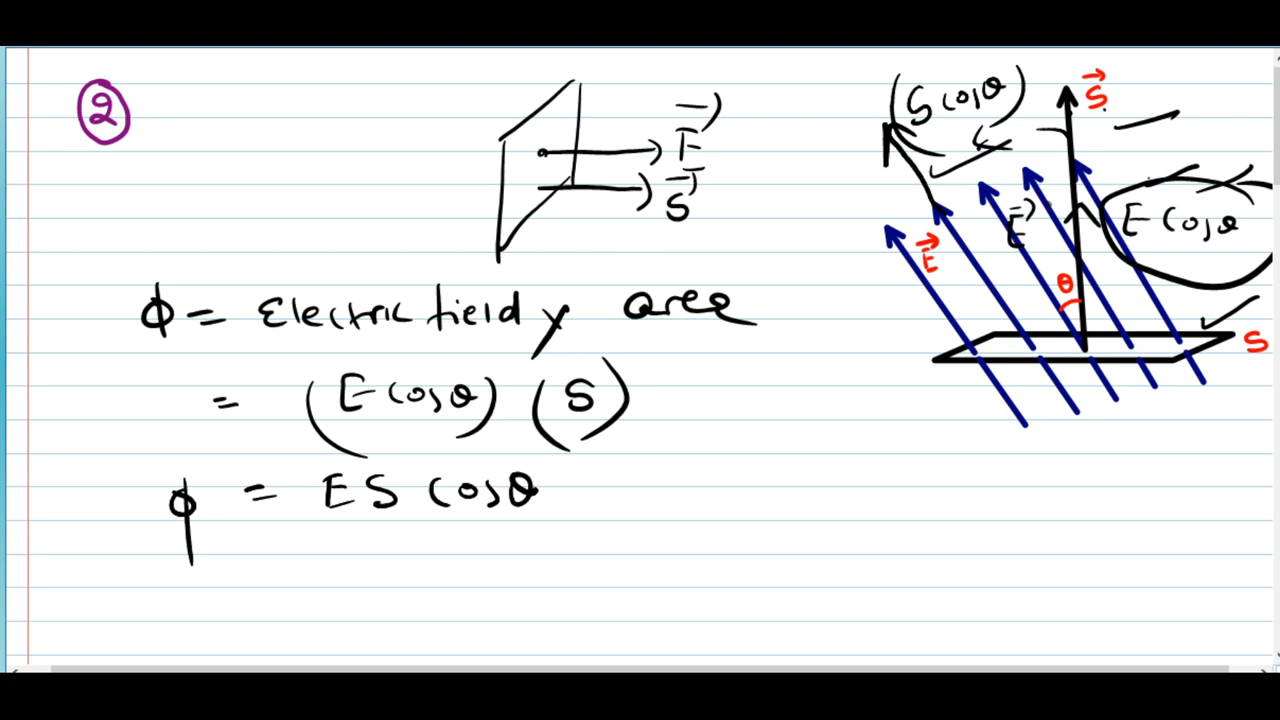 2
E⃗
S⃗
ϕ = Electric field x area
= (E cosθ) (S)
ϕ = ES cosθ
(S cosθ)
S⃗
E⃗
E⃗
E cosθ
θ
S